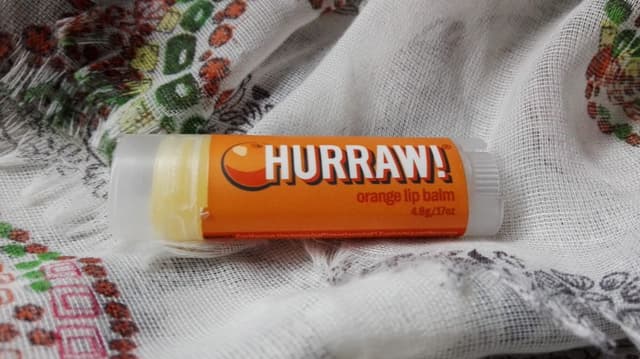 HURRAW!
orange lip balm
4.8g/.17oz